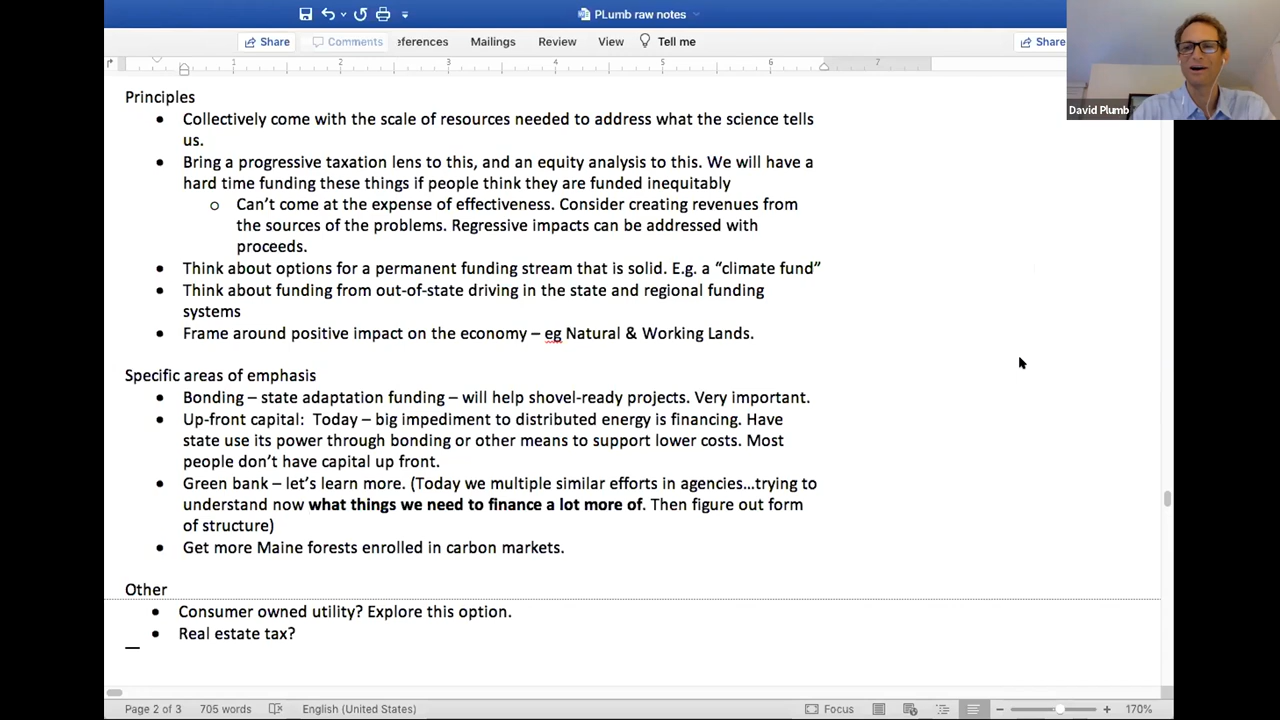 PLumb raw notes
Share
Comments
eferences
Mailings
Review
View
Tell me
Share
1 2 3 4 5 6 7
David Plumb
Principles
• Collectively come with the scale of resources needed to address what the science tells
us.
• Bring a progressive taxation lens to this, and an equity analysis to this. We will have a
hard time funding these things if people think they are funded inequitably
o Can’t come at the expense of effectiveness. Consider creating revenues from
the sources of the problems. Regressive impacts can be addressed with
proceeds.
• Think about options for a permanent funding stream that is solid. E.g. a “climate fund”
• Think about funding from out-of-state driving in the state and regional funding
systems
• Frame around positive impact on the economy – eg Natural & Working Lands.
Specific areas of emphasis
• Bonding – state adaptation funding – will help shovel-ready projects. Very important.
• Up-front capital:  Today – big impediment to distributed energy is financing. Have
state use its power through bonding or other means to support lower costs. Most
people don’t have capital up front.
• Green bank – let’s learn more. (Today we multiple similar efforts in agencies…trying to
understand now what things we need to finance a lot more of. Then figure out form
of structure)
• Get more Maine forests enrolled in carbon markets.
Other
• Consumer owned utility? Explore this option.
• Real estate tax?
Page 2 of 3
705 words
English (United States)
Focus
170%